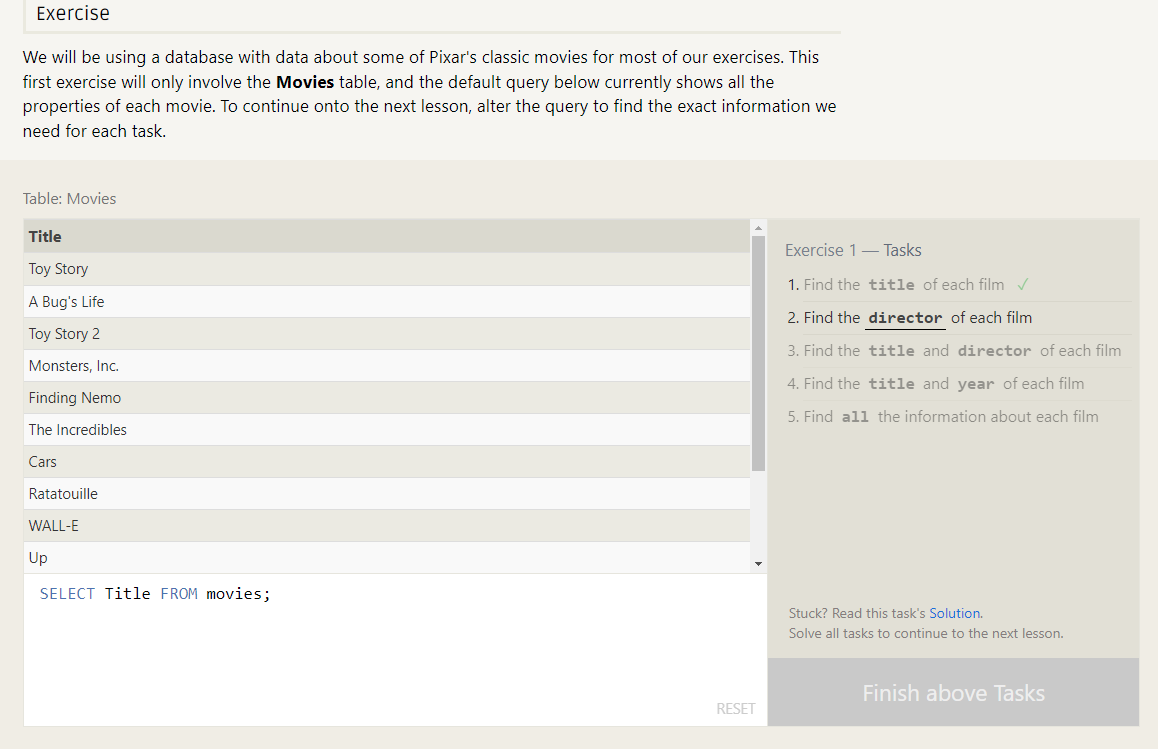 Exercise
We will be using a database with data about some of Pixar's classic movies for most of our exercises. This
first exercise will only involve the Movies table, and the default query below currently shows all the
properties of each movie. To continue onto the next lesson, alter the query to find the exact information we
need for each task.
Table: Movies
Title
Toy Story
A Bug's Life
Toy Story 2
Monsters, Inc.
Finding Nemo
The Incredibles
Cars
Ratatouille
WALL-E
Up
SELECT Title FROM movies;
RESET
Exercise 1 — Tasks
1. Find the title of each film ✓
2. Find the director of each film
3. Find the title and director of each film
4. Find the title and year of each film
5. Find all the information about each film
Stuck? Read this task's Solution.
Solve all tasks to continue to the next lesson.
Finish above Tasks